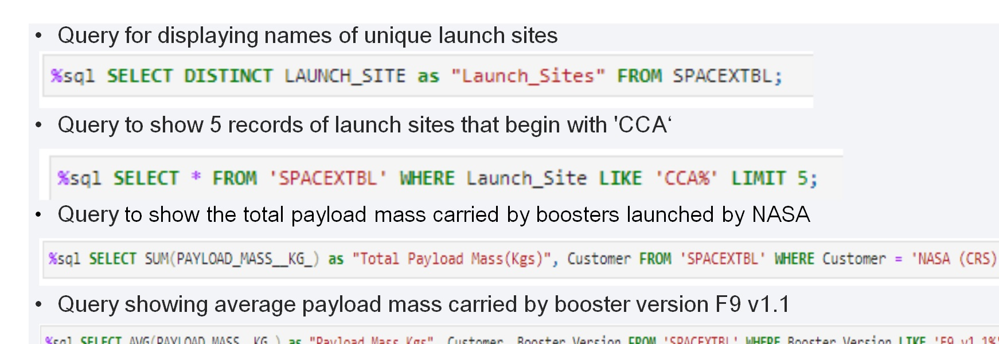 • Query for displaying names of unique launch sites
%sql SELECT DISTINCT LAUNCH_SITE as "Launch_Sites" FROM SPACEXTBL;
• Query to show 5 records of launch sites that begin with 'CCA‘
%sql SELECT * FROM 'SPACEXTBL' WHERE Launch_Site LIKE 'CCA%' LIMIT 5;
• Query to show the total payload mass carried by boosters launched by NASA
%sql SELECT SUM(PAYLOAD_MASS__KG_) as "Total Payload Mass(Kgs)", Customer FROM 'SPACEXTBL' WHERE Customer = 'NASA (CRS)
• Query showing average payload mass carried by booster version F9 v1.1
%sql SELECT AVG(PAYLOAD_MASS__KG_) as "Payload Mass Kgs", Customer, Booster_Version FROM 'SPACEXTBL' WHERE Booster_Version LIKE 'F9 v1.1%'